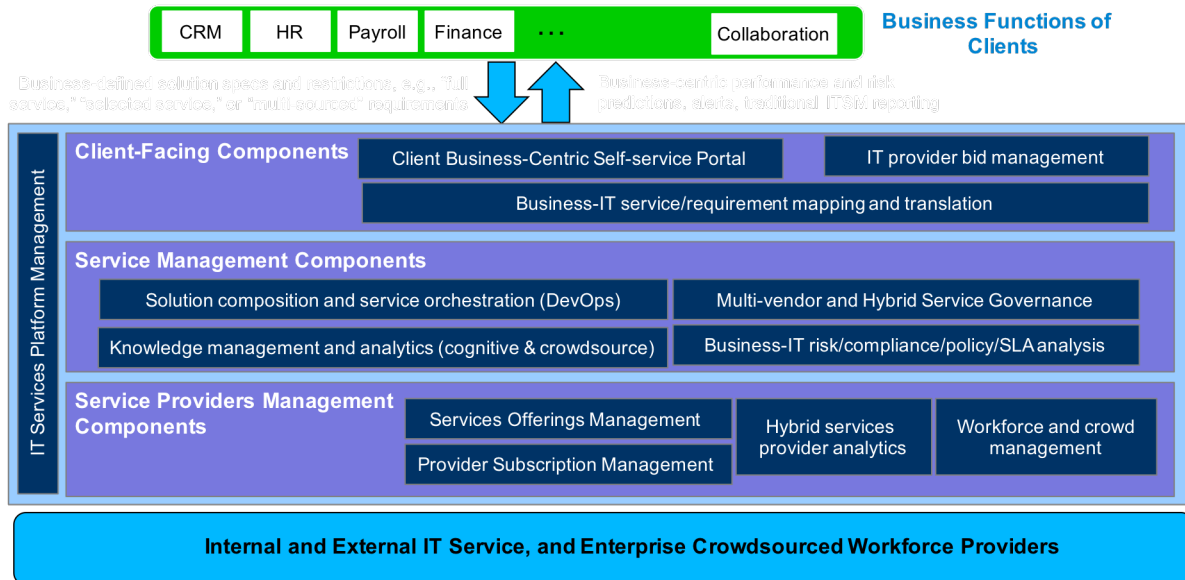 CRM
HR
Payroll
Finance
...
Collaboration
Business Functions of
Clients
Business-defined solution specs and restrictions, e.g., "full
service," "selected service," or "multi-sourced" requirements
Business-centric performance and risk
predictions, alerts, traditional ITSM reporting
IT Services Platform Management
Client-Facing Components
Client Business-Centric Self-service Portal
IT provider bid management
Business-IT service/requirement mapping and translation
Service Management Components
Solution composition and service orchestration (DevOps)
Multi-vendor and Hybrid Service Governance
Knowledge management and analytics (cognitive & crowdsource)
Business-IT risk/compliance/policy/SLA analysis
Service Providers Management
Components
Services Offerings Management
Provider Subscription Management
Hybrid services
provider analytics
Workforce and crowd
management
Internal and External IT Service, and Enterprise Crowdsourced Workforce Providers